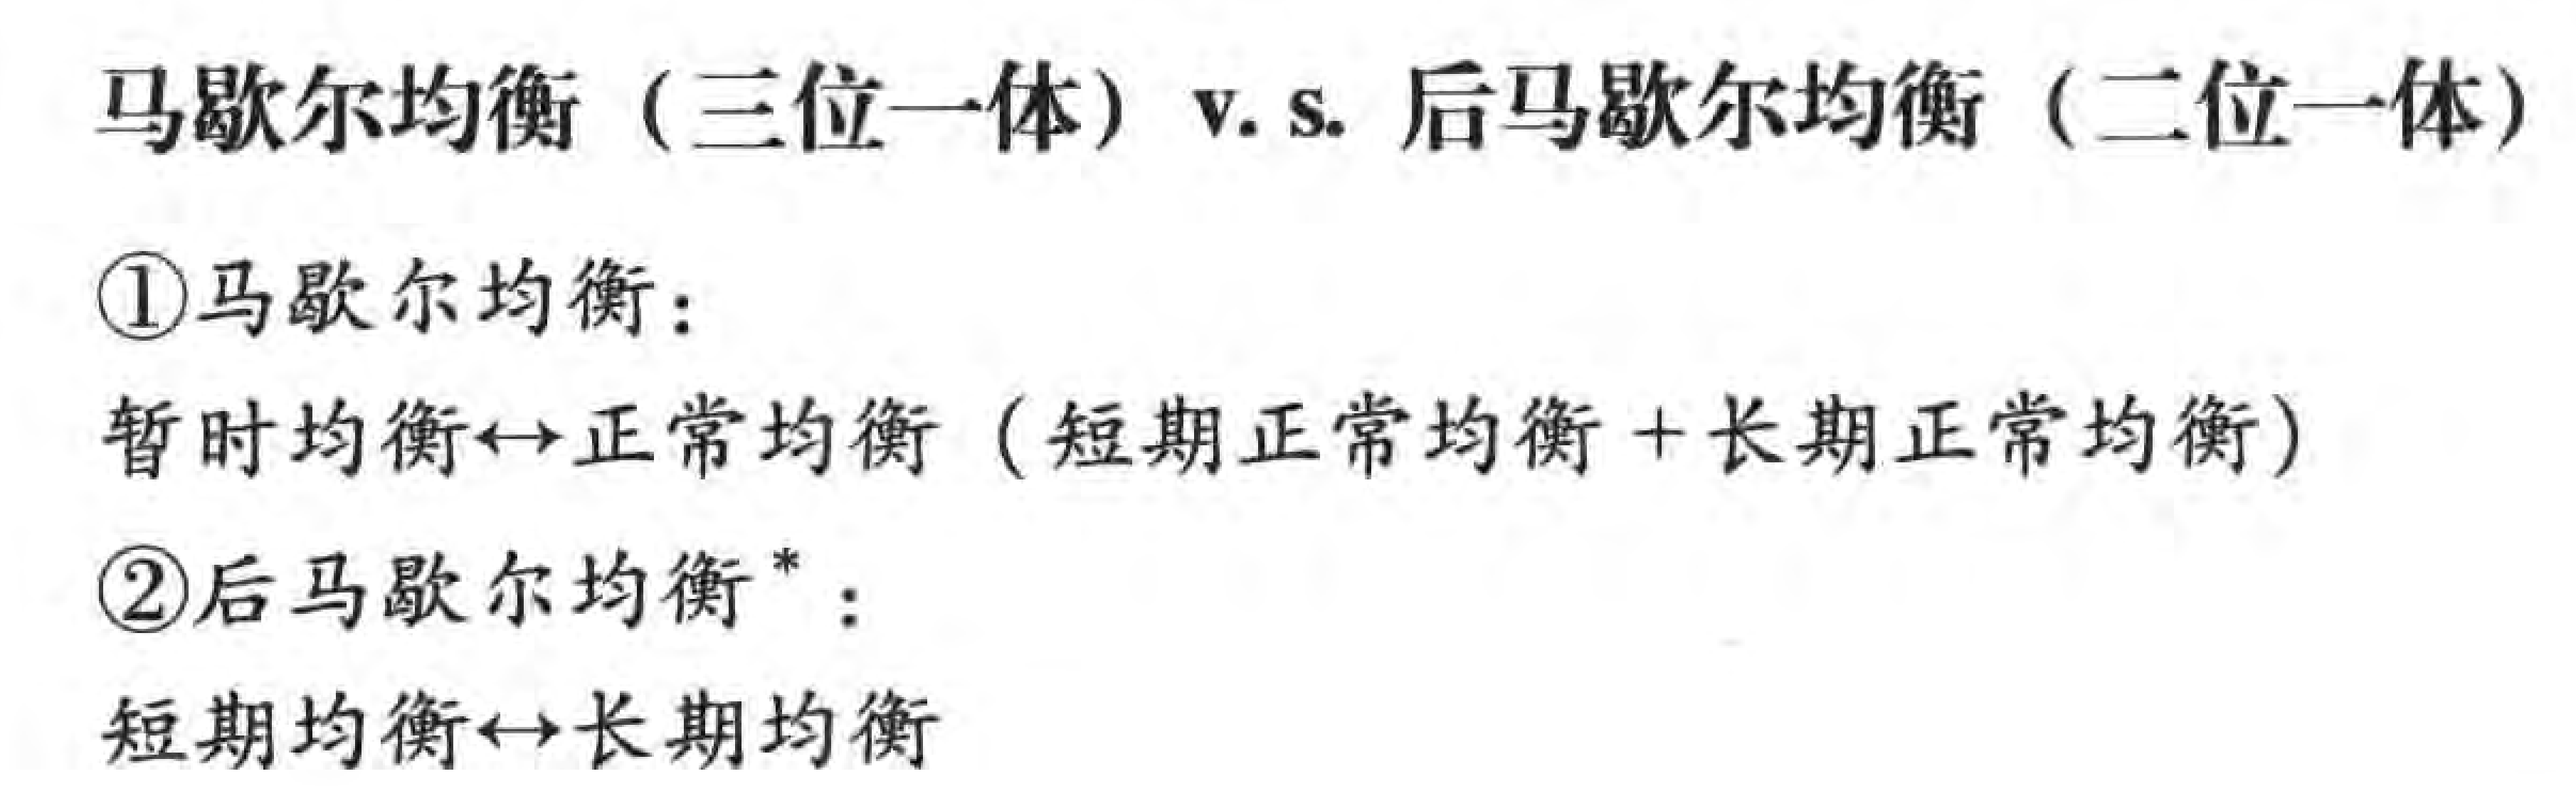 马歇尔均衡（三位一体）v. s. 后马歇尔均衡（二位一体）
①马歇尔均衡：
暂时均衡↔正常均衡（短期正常均衡+长期正常均衡）
②后马歇尔均衡*：
短期均衡↔长期均衡